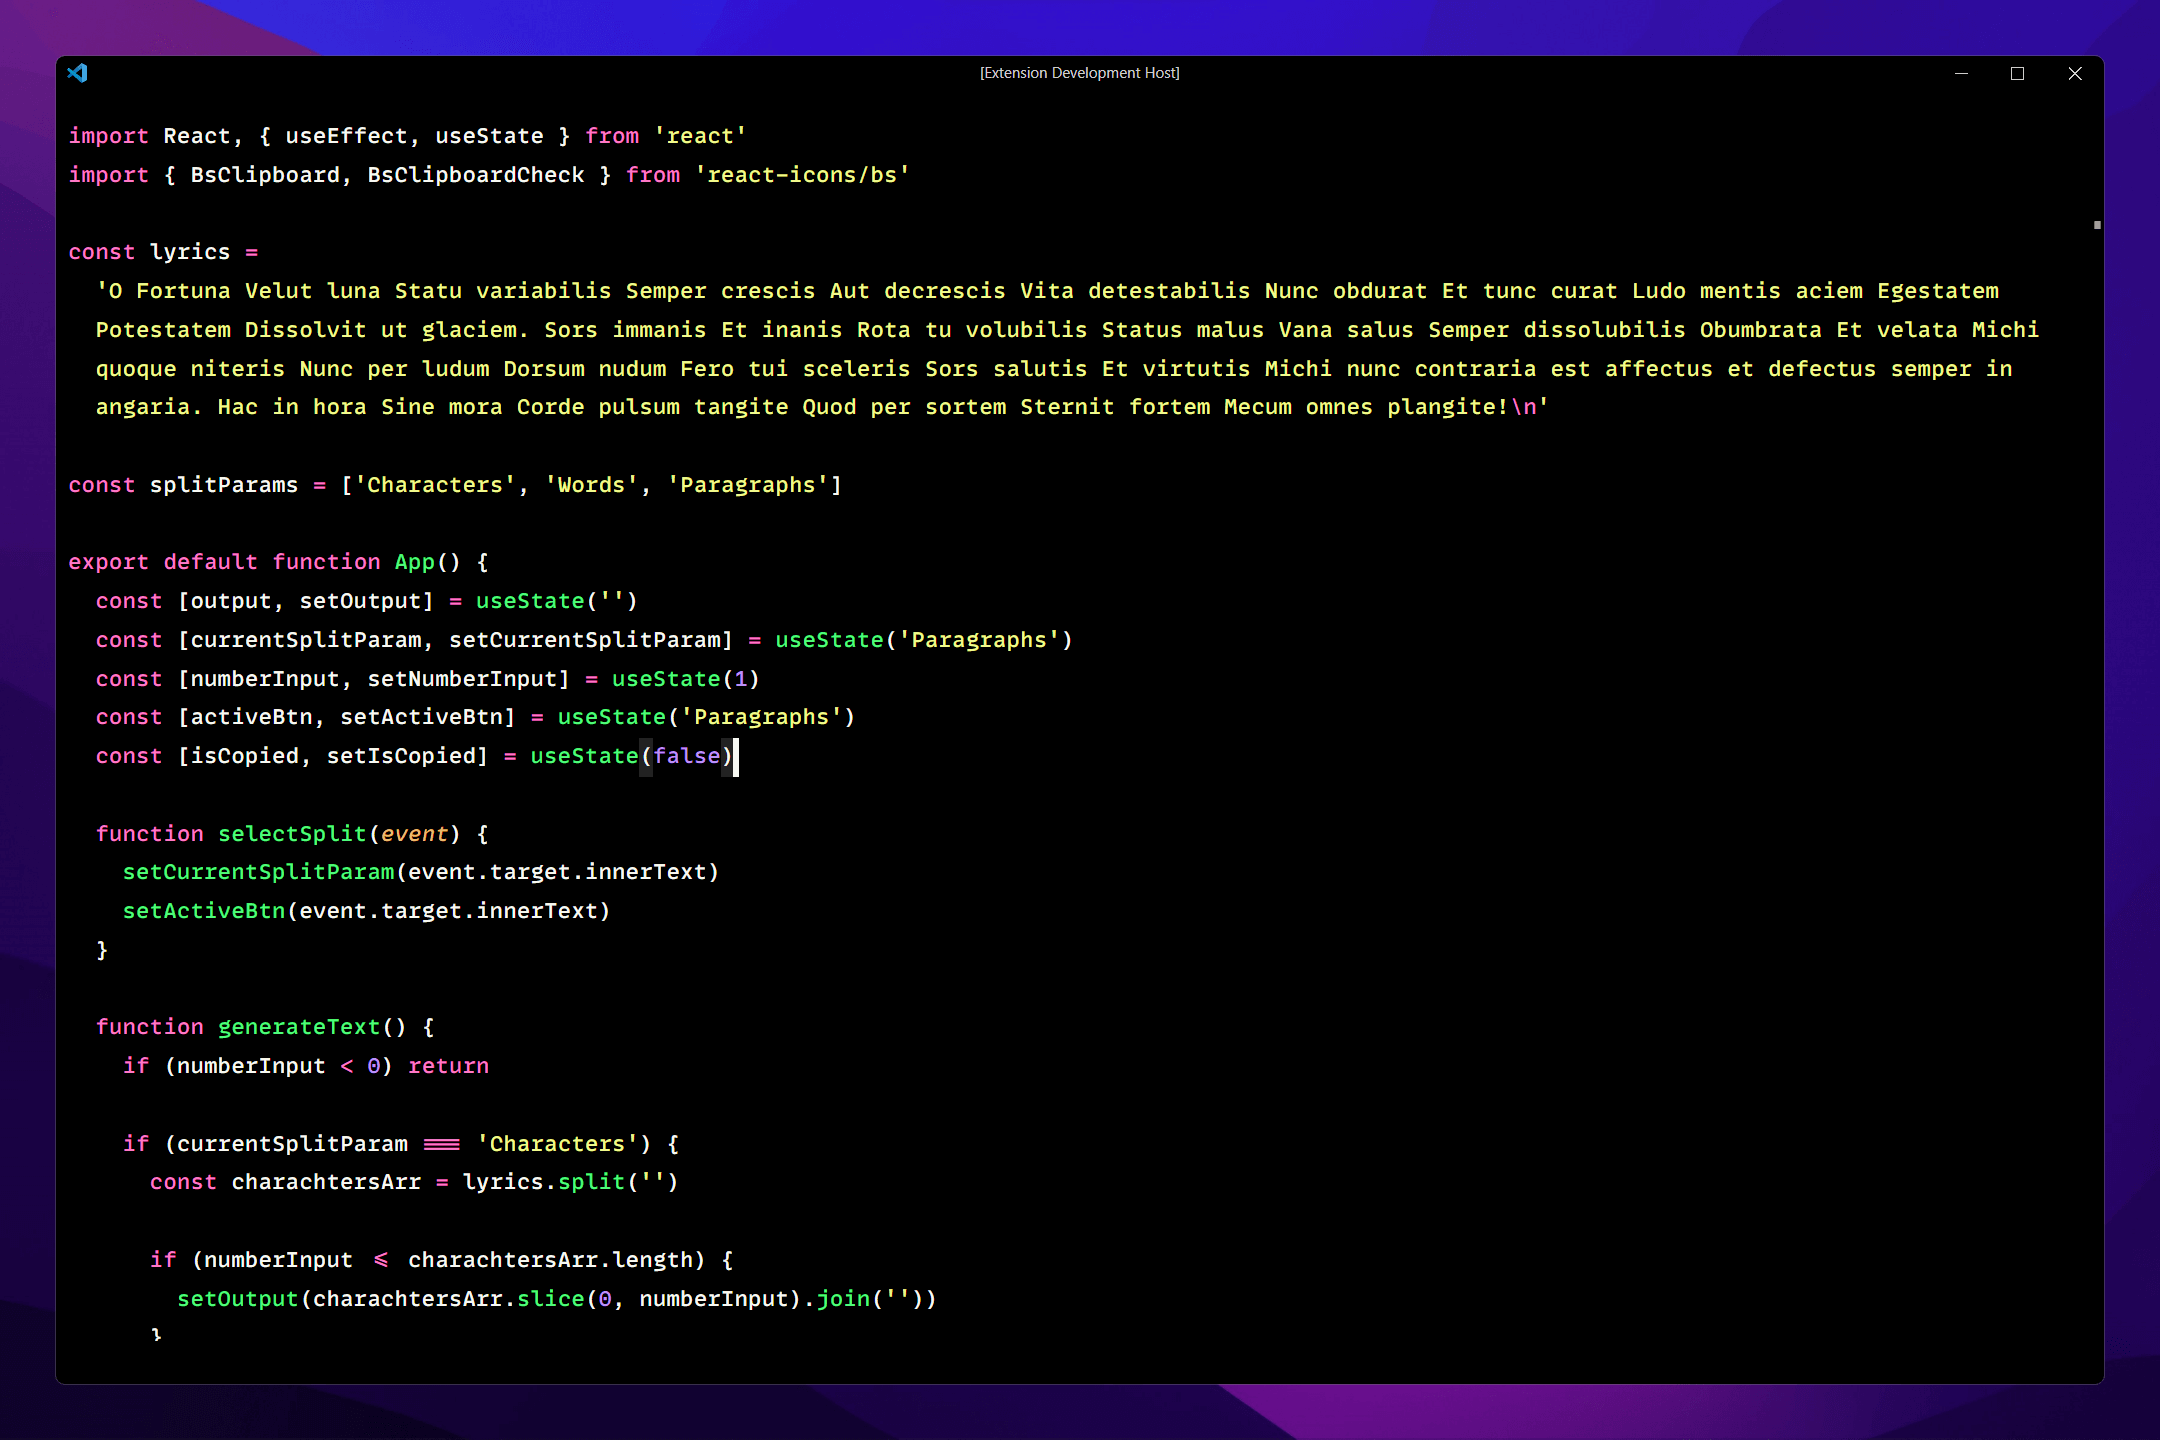 [Extension Development Host]
import React, { useEffect, useState } from 'react'
import { BsClipboard, BsClipboardCheck } from 'react-icons/bs'
const lyrics =
'O Fortuna Velut luna Statu variabilis Semper crescis Aut decrescis Vita detestabilis Nunc obdurat Et tunc curat Ludo mentis aciem Egestatem
Potestatem Dissolvit ut glaciem. Sors immanis Et inanis Rota tu volubilis Status malus Vana salus Semper dissolubilis Obumbrata Et velata Michi
quoque niteris Nunc per ludum Dorsum nudum Fero tui sceleris Sors salutis Et virtutis Michi nunc contraria est affectus et defectus semper in
angaria. Hac in hora Sine mora Corde pulsum tangite Quod per sortem Sternit fortem Mecum omnes plangite!\n'
const splitParams = ['Characters', 'Words', 'Paragraphs']
export default function App() {
const [output, setOutput] = useState('')
const [currentSplitParam, setCurrentSplitParam] = useState('Paragraphs')
const [numberInput, setNumberInput] = useState(1)
const [activeBtn, setActiveBtn] = useState('Paragraphs')
const [isCopied, setIsCopied] = useState(false)
function selectSplit(event) {
setCurrentSplitParam(event.target.innerText)
setActiveBtn(event.target.innerText)
}
function generateText() {
if (numberInput < 0) return
if (currentSplitParam === 'Characters') {
const charachtersArr = lyrics.split('')
if (numberInput <= charachtersArr.length) {
setOutput(charachtersArr.slice(0, numberInput).join(''))
}